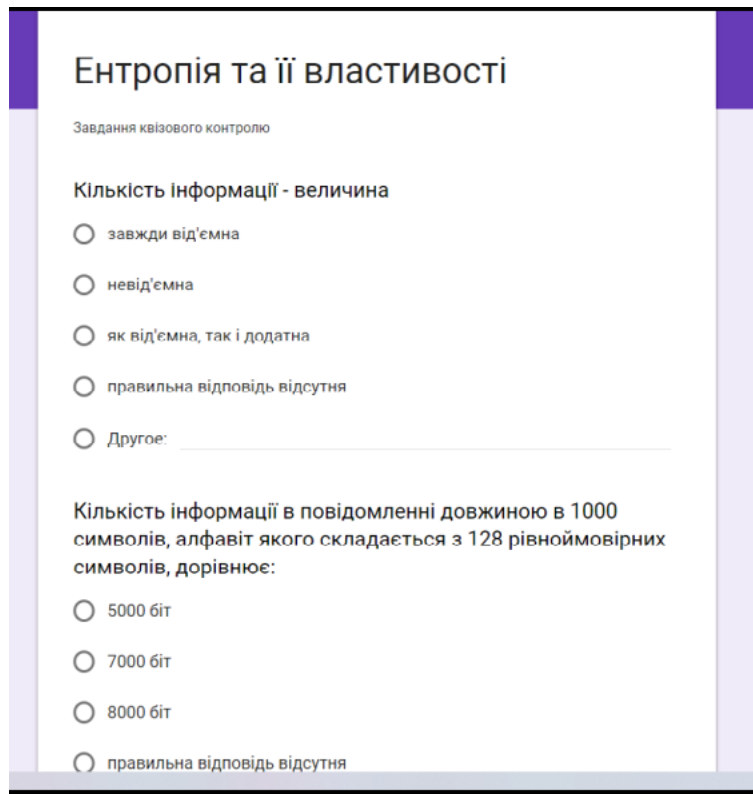 Ентропія та її властивості
Завдання квізового контролю
Кількість інформації - величина
завжди від'ємна
невід'ємна
як від'ємна, так і додатна
правильна відповідь відсутня
Другое:
Кількість інформації в повідомленні довжиною в 1000
символів, алфавіт якого складається з 128 рівноймовірних
символів, дорівнює:
5000 біт
7000 біт
8000 біт
правильна відповідь відсутня